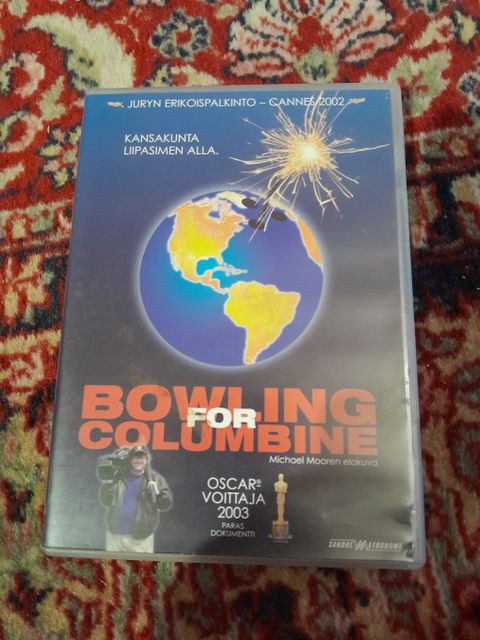 JURYN ERIKOISPALKINTO – CANNES 2002
KANSAKUNTA
LIIPASIMEN ALLA.
BOWLING
FOR
COLUMBINE
Michael Mooren elokuva
OSCAR®
VOITTAJA
2003
PARAS
DOKUMENTTI
SANDREW METRONOME